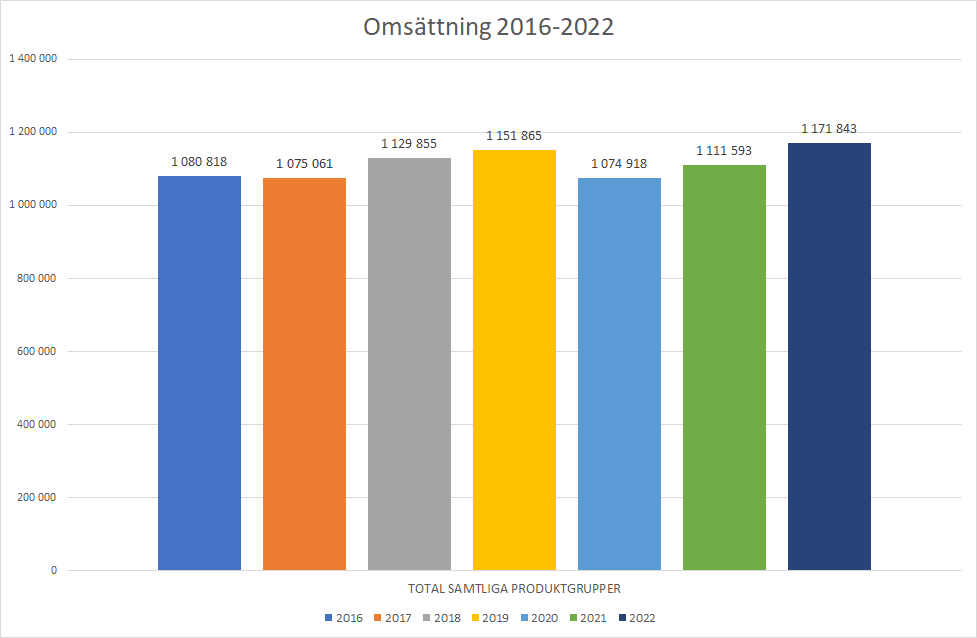 Omsättning 2016-2022
1 400 000
1 200 000
1 000 000
800 000
600 000
400 000
200 000
0
1 080 818
1 075 061
1 129 855
1 151 865
1 074 918
1 111 593
1 171 843
TOTAL SAMTLIGA PRODUKTGRUPPER
2016 2017 2018 2019 2020 2021 2022